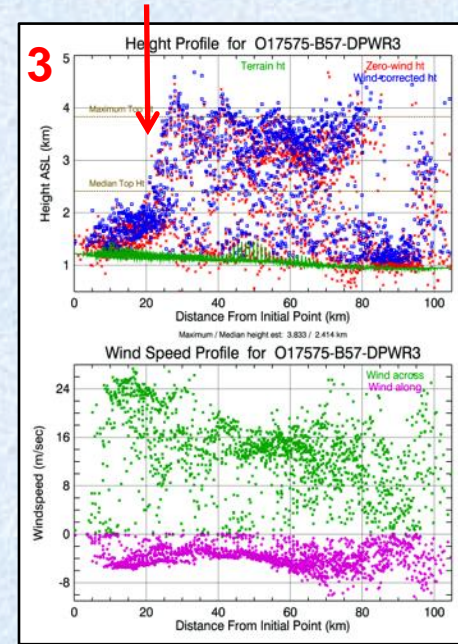 3
Height Profile for O17575-B57-DPWR3
Terrain ht
Zero-wind ht
Wind-corrected ht
Maximum Top
Median Top Ht
Height ASL (km)
5
4
3
2
1
0 20 40 60 80 100
Distance From Initial Point (km)
Maximum / Median height est: 3.833 / 2.414 km
Wind Speed Profile for O17575-B57-DPWR3
Wind across
Wind along
Windspeed (m/sec)
24
16
8
0
-8
0 20 40 60 80 100
Distance From Initial Point (km)